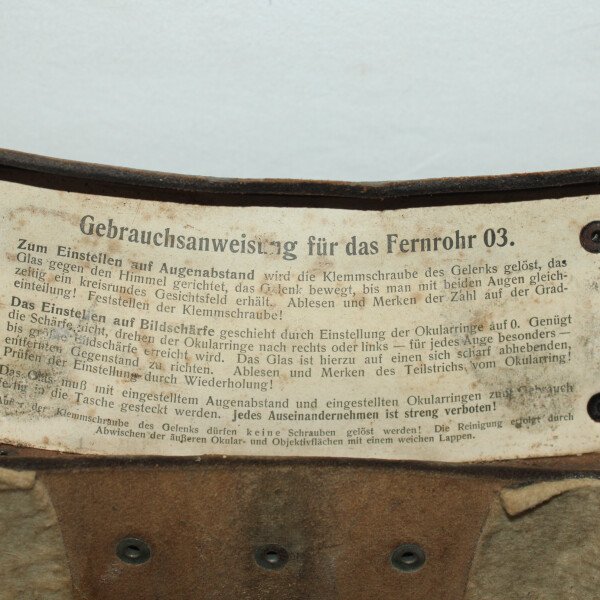 Gebrauchsanweisung für das Fernrohr 03.
Zum Einstellen auf Augenabstand wird die Klemmschraube des Gelenks gelöst, das
Glas gegen den Himmel gerichtet, das Gelenk bewegt, bis man mit beiden Augen gleich-
zeitig ein kreisrundes Gesichtsfeld erhält. Ablesen und Merken der Zahl auf der Grad-
einteilung! Feststellen der Klemmschraube!
Das Einstellen auf Bildschärfe geschieht durch Einstellung der Okularringe auf 0. Genügt
die Schärfe nicht, drehen der Okularringe nach rechts oder links — für jedes Auge besonders —
bis größte Bildschärfe erreicht wird. Das Glas ist hierzu auf einen sich scharf abhebenden,
entfernten Gegenstand zu richten. Ablesen und Merken des Teilstrichs, vom Okularring!
Prüfen der Einstellung durch Wiederholung!
Das Glas muß mit eingestelltem Augenabstand und eingestellten Okularringen zum Gebrauch
fertig in die Tasche gesteckt werden. Jedes Auseinandernehmen ist streng verboten!
Außer der Klemmschraube des Gelenks dürfen keine Schrauben gelöst werden! Die Reinigung erfolgt durch
Abwischen der äußeren Okular- und Objektivflächen mit einem weichen Lappen.